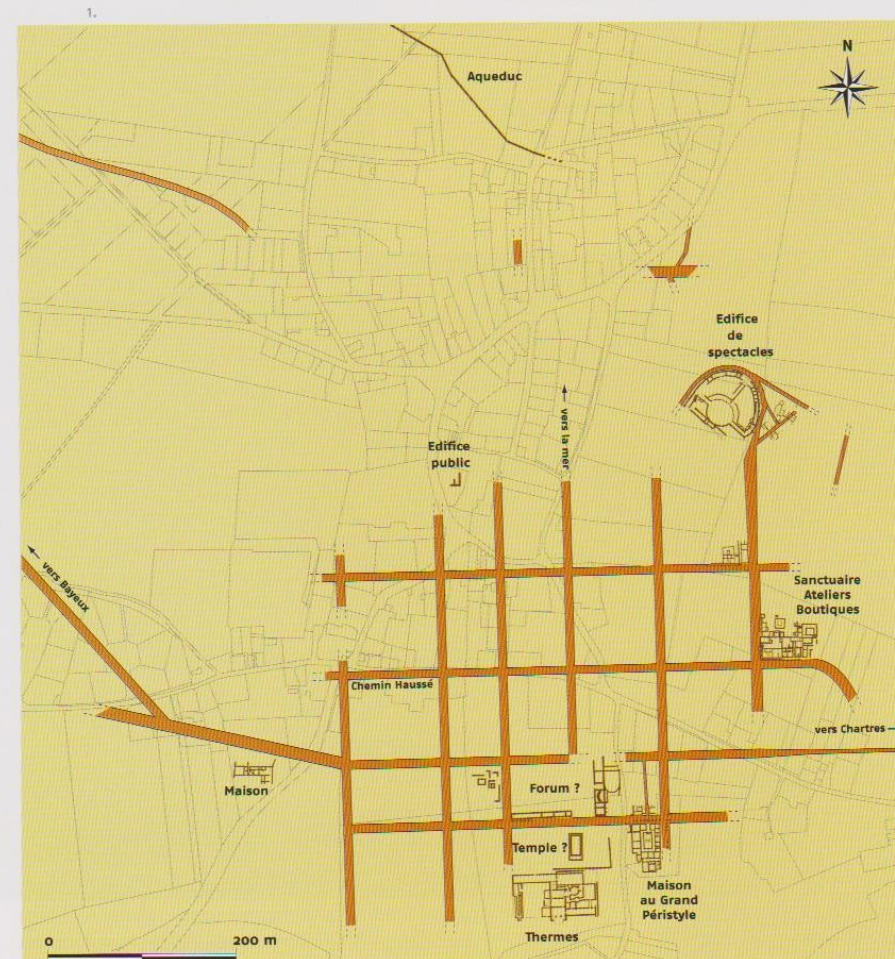 1.
N
Aqueduc
Edifice
de
spectacles
vers la mer
Edifice
public
vers Bayeux
Sanctuaire
Ateliers
Boutiques
Chemin Haussé
vers Chartres
Maison
Forum ?
Temple ?
Maison
au Grand
Péristyle
Thermes
0
200 m